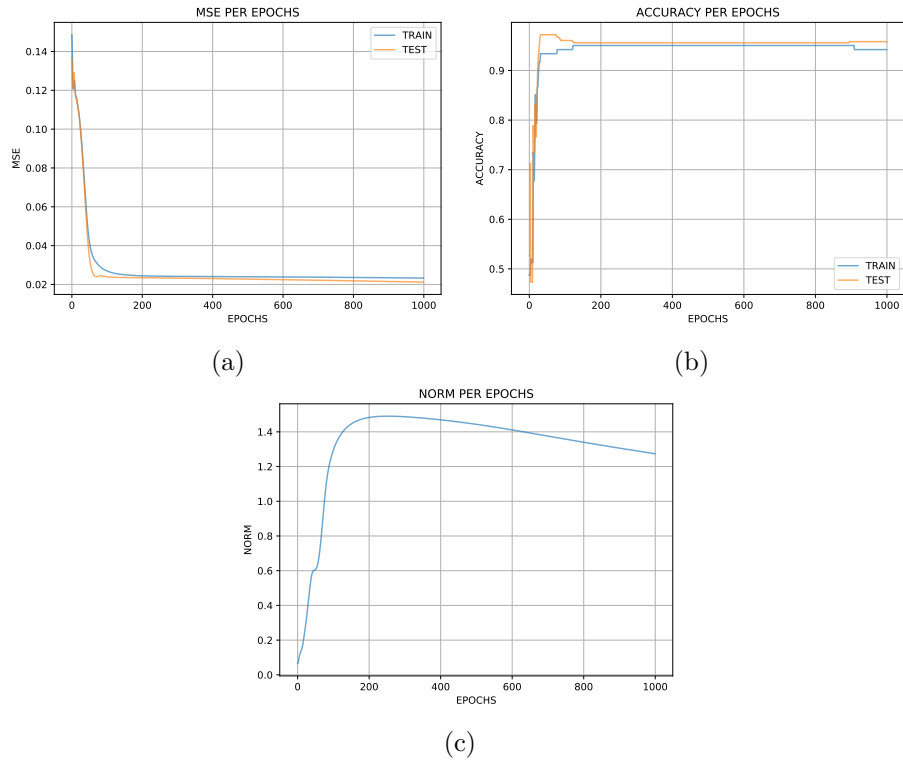 MSE PER EPOCHS
0.14
0.12
0.10
0.08
0.06
0.04
0.02
MSE
0 200 400 600 800 1000
EPOCHS
TRAIN
TEST
(a)
ACCURACY PER EPOCHS
0.9
0.8
0.7
0.6
0.5
ACCURACY
0 200 400 600 800 1000
EPOCHS
TRAIN
TEST
(b)
NORM PER EPOCHS
1.4
1.2
1.0
0.8
0.6
0.4
0.2
0.0
NORM
0 200 400 600 800 1000
EPOCHS
(c)